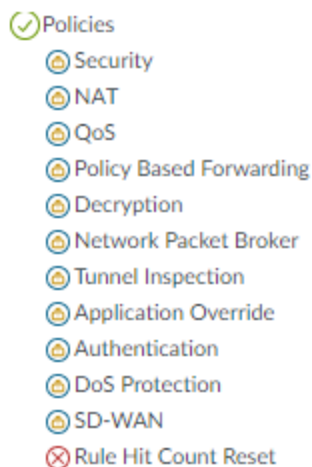 Policies
Security
NAT
QoS
Policy Based Forwarding
Decryption
Network Packet Broker
Tunnel Inspection
Application Override
Authentication
DoS Protection
SD-WAN
Rule Hit Count Reset